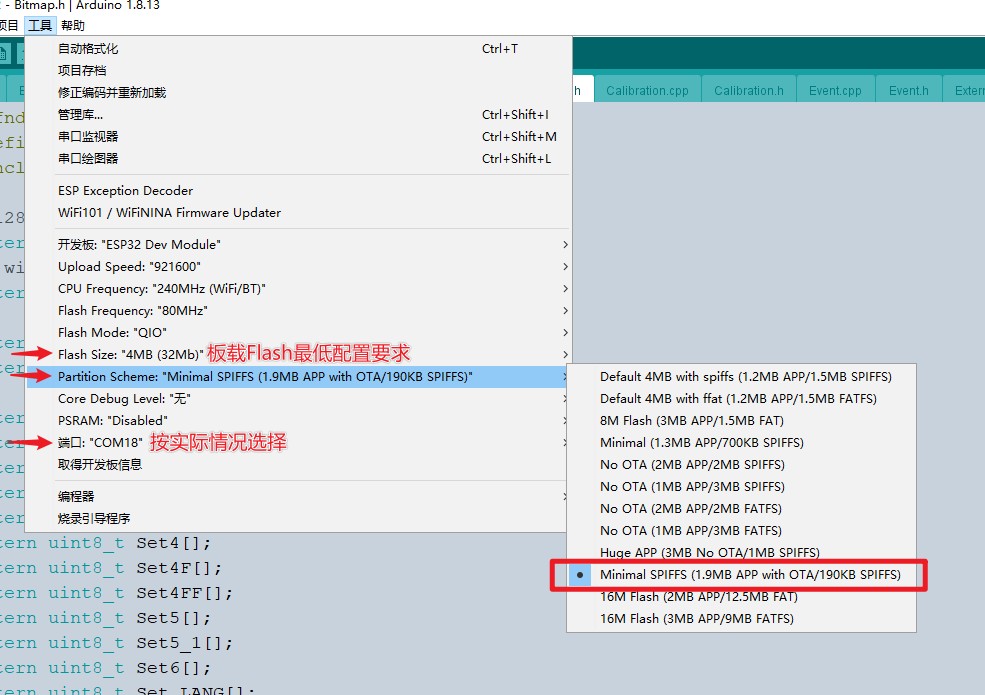 - Bitmap.h | Arduino 1.8.13
项目 工具 帮助
自动格式化 Ctrl+T
项目存档
修正编码并重新加载
管理库... Ctrl+Shift+I
串口监视器 Ctrl+Shift+M
串口绘图器 Ctrl+Shift+L
ESP Exception Decoder
WiFi101 / WiFiNINA Firmware Updater
开发板: "ESP32 Dev Module"
Upload Speed: "921600"
CPU Frequency: "240MHz (WiFi/BT)"
Flash Frequency: "80MHz"
Flash Mode: "QIO"
Flash Size: "4MB (32Mb)" 板载Flash最低配置要求
Partition Scheme: "Minimal SPIFFS (1.9MB APP with OTA/190KB SPIFFS)"
Core Debug Level: "无"
PSRAM: "Disabled"
端口: "COM18" 按实际情况选择
取得开发板信息
编程器
烧录引导程序
h Calibration.cpp Calibration.h Event.cpp Event.h Extern
Default 4MB with spiffs (1.2MB APP/1.5MB SPIFFS)
Default 4MB with ffat (1.2MB APP/1.5MB FATFS)
8M Flash (3MB APP/1.5MB FAT)
Minimal (1.3MB APP/700KB SPIFFS)
No OTA (2MB APP/2MB SPIFFS)
No OTA (1MB APP/3MB SPIFFS)
No OTA (2MB APP/2MB FATFS)
No OTA (1MB APP/3MB FATFS)
Huge APP (3MB No OTA/1MB SPIFFS)
Minimal SPIFFS (1.9MB APP with OTA/190KB SPIFFS)
16M Flash (2MB APP/12.5MB FAT)
16M Flash (3MB APP/9MB FATFS)
fnd
efi
ncl
128
ter
wi
ter
ter
ter
ter
ter
ter
ter
ter
tern uint8_t Set4[];
tern uint8_t Set4F[];
tern uint8_t Set4FF[];
tern uint8_t Set5[];
tern uint8_t Set5_1[];
tern uint8_t Set6[];
tern uint8_t Set_LANG[];